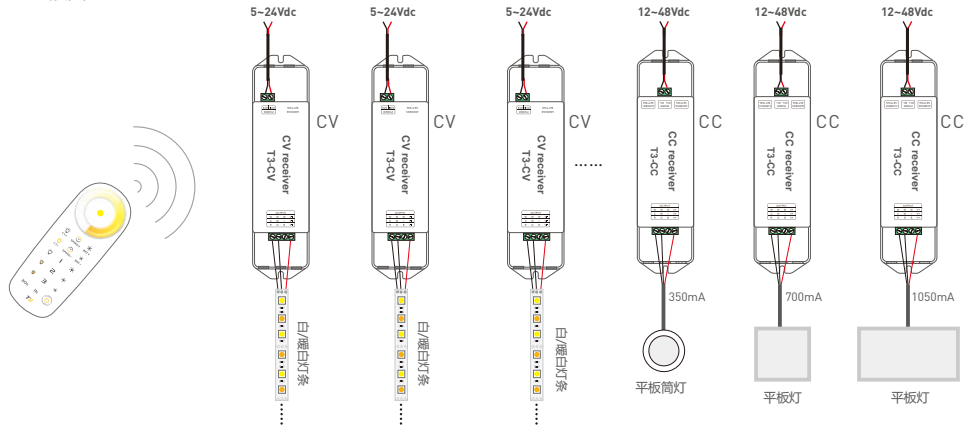 5~24Vdc
5~24Vdc
5~24Vdc
12~48Vdc
12~48Vdc
12~48Vdc
CV
CV
CV
CC
CC
CC
CV receiver
T3-CV
CV receiver
T3-CV
CV receiver
T3-CV
CC receiver
T3-CC
CC receiver
T3-CC
CC receiver
T3-CC
......
350mA
700mA
1050mA
白/暖白灯条
白/暖白灯条
白/暖白灯条
平板筒灯
平板灯
平板灯